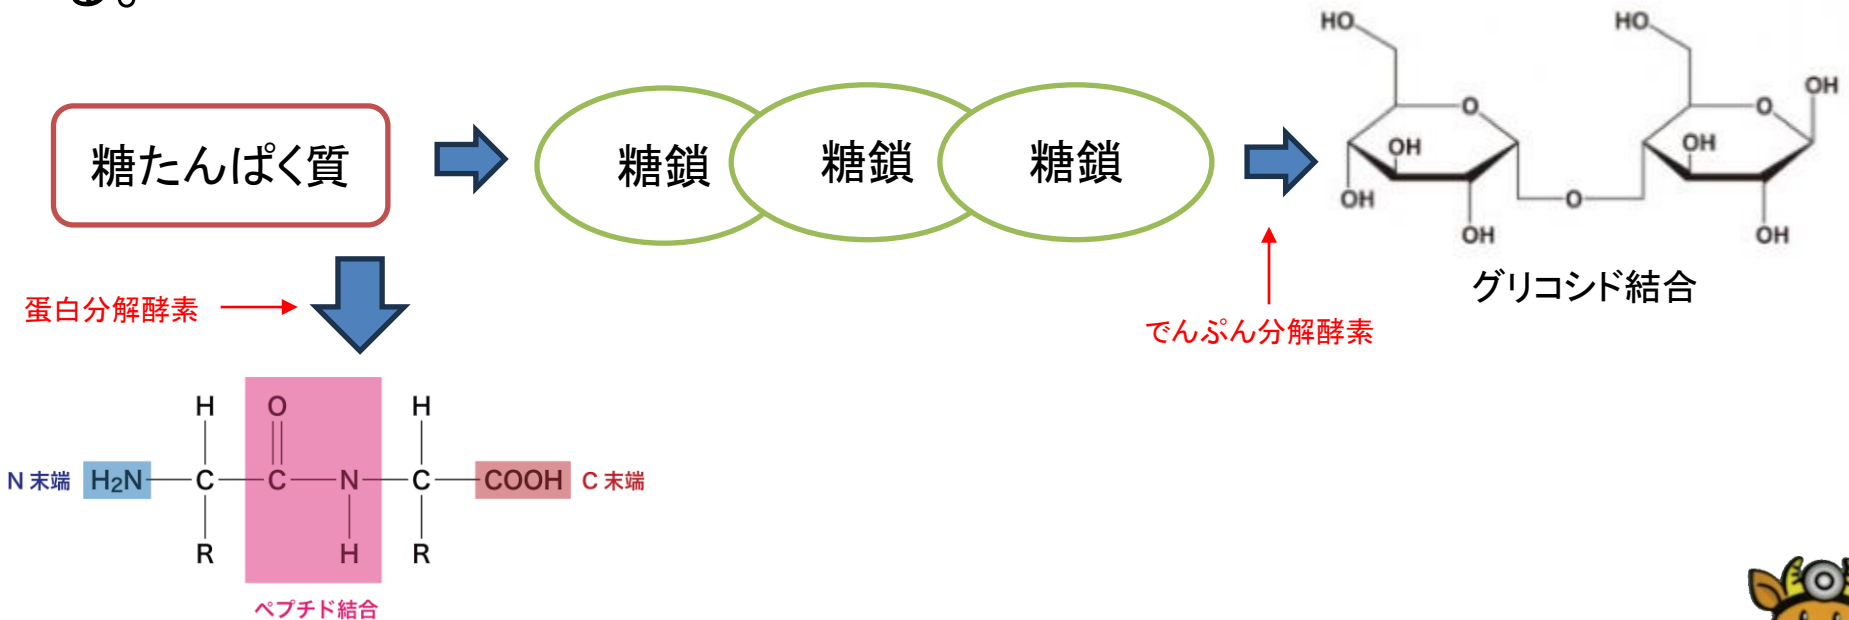 る。
糖たんぱく質
糖鎖
糖鎖
糖鎖
HO
O
OH
OH
OH
O
HO
O
OH
OH
OH
グリコシド結合
でんぷん分解酵素
蛋白分解酵素
H
O
H
N 末端
H₂N
C
C
N
C
COOH
C 末端
R
H
R
ペプチド結合